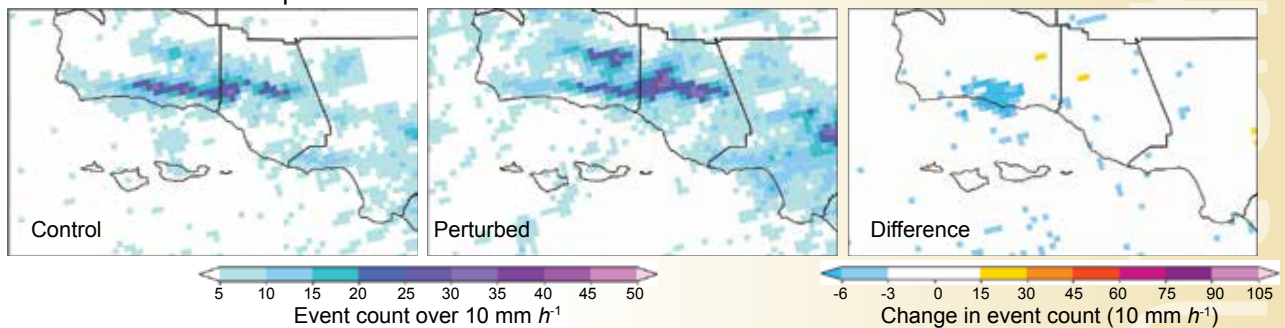 Control
Perturbed
Difference
5 10 15 20 25 30 35 40 45 50
Event count over 10 mm h-1
-6 -3 0 15 30 45 60 75 90 105
Change in event count (10 mm h-1)